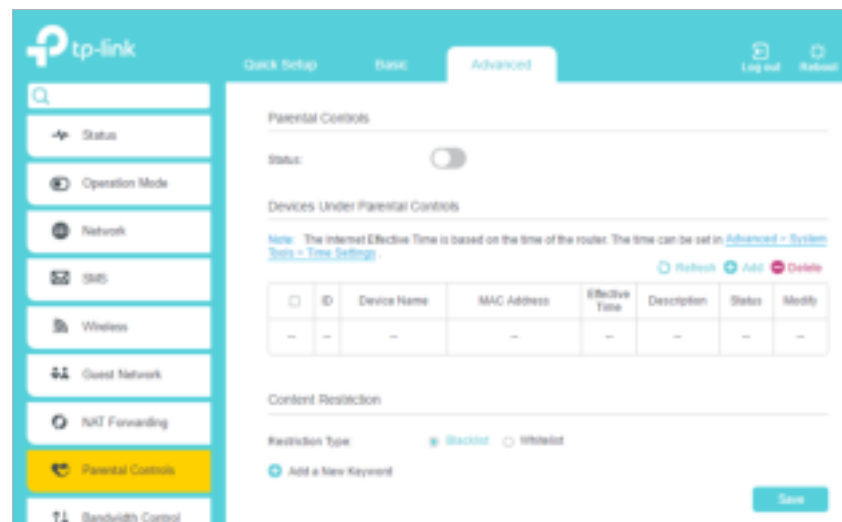 tp-link
Quick Setup Basic Advanced Log out Reboot
Status
Operation Mode
Network
SMS
Wireless
Guest Network
NAT Forwarding
Parental Controls
Bandwidth Control
Parental Controls
Status:
Devices Under Parental Controls
Note: The Internet Effective Time is based on the time of the router. The time can be set in Advanced > System
Tools > Time Settings .
Refresh Add Delete
ID Device Name MAC Address Effective Time Description Status Modify
-- -- -- -- -- -- -- --
Content Restriction
Restriction Type: Blacklist Whitelist
Add a New Keyword
Save